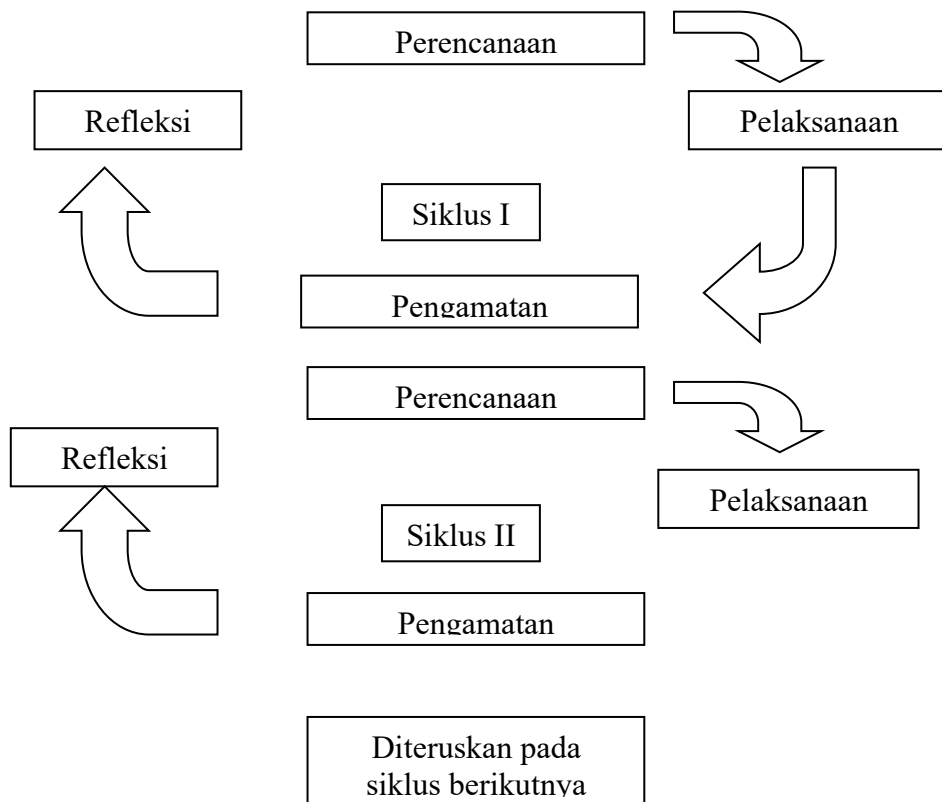 Perencanaan
Refleksi
Pelaksanaan
Siklus I
Pengamatan
Perencanaan
Refleksi
Pelaksanaan
Siklus II
Pengamatan
Diteruskan pada
siklus berikutnya